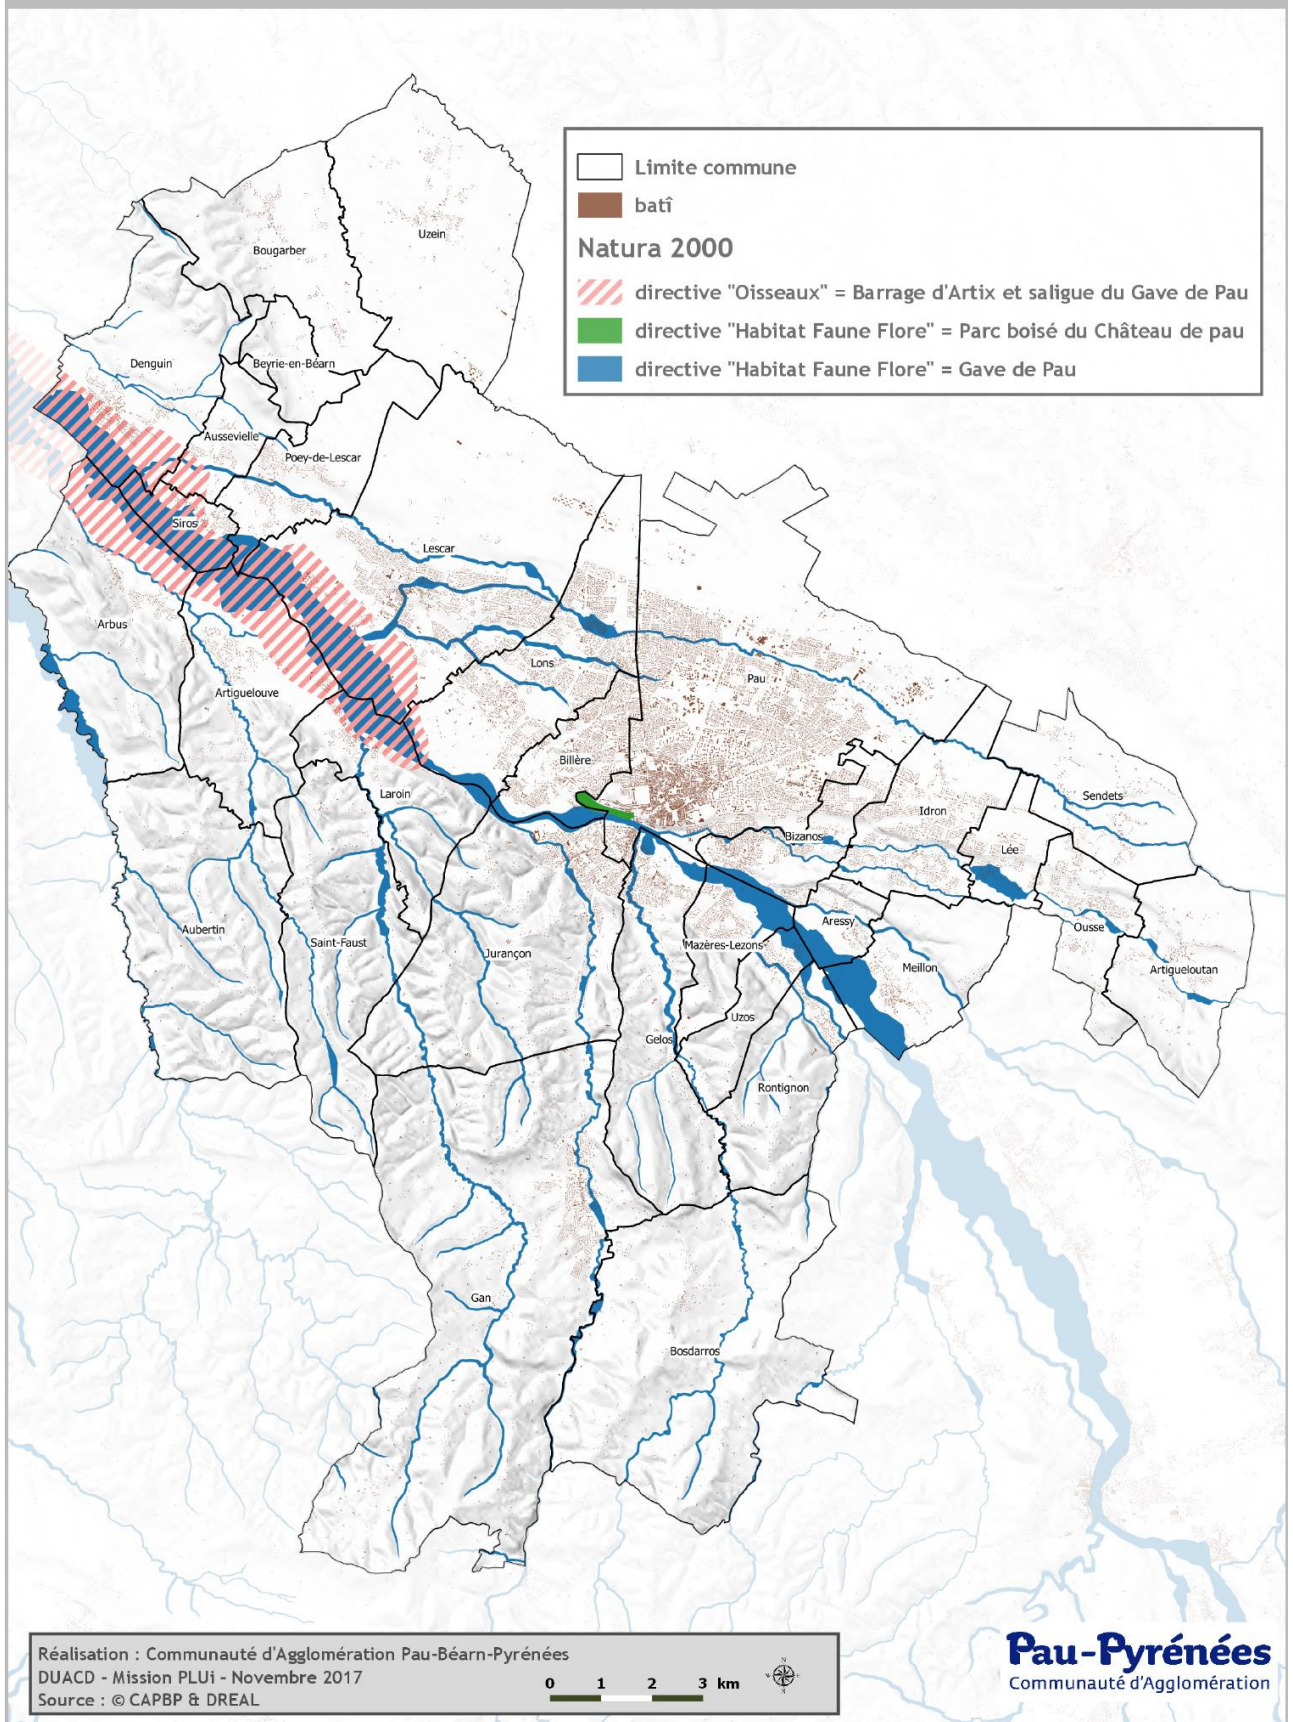 Limite commune
batî
Natura 2000
directive "Oisseaux" = Barrage d'Artix et saligue du Gave de Pau
directive "Habitat Faune Flore" = Parc boisé du Château de pau
directive "Habitat Faune Flore" = Gave de Pau
Uzein
Bougarber
Denguin
Beyrie-en-Béarn
Aussevielle
Poey-de-Lescar
Siros
Lescar
Arbus
Lons
Pau
Artiguelouve
Billère
Laroin
Sendets
Idron
Bizanos
Lée
Aressy
Ousse
Aubertin
Saint-Faust
Jurançon
Mazères-Lezons
Meillon
Artigueloutan
Uzos
Gelos
Rontignon
Gan
Bosdarros
Réalisation : Communauté d'Agglomération Pau-Béarn-Pyrénées
DUACD - Mission PLUi - Novembre 2017
Source : © CAPBP & DREAL
0 1 2 3 km
Pau-Pyrénées
Communauté d'Agglomération